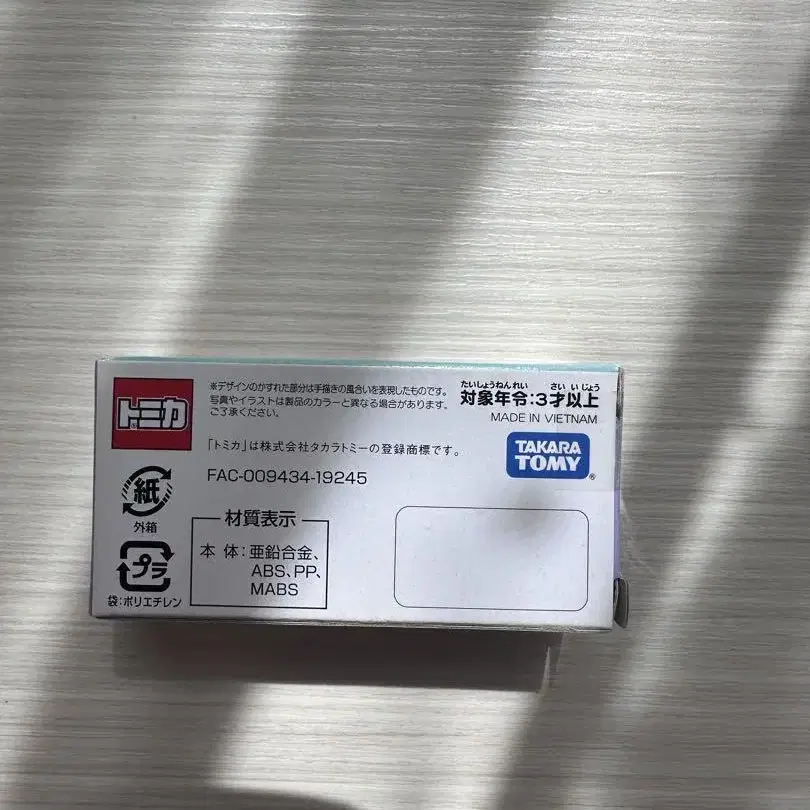 トミカ
※デザインのかすれた部分は手描きの風合いを表現したものです。
写真やイラストは製品のカラーと異なる場合があります。
ご了承ください。
たいしょうねんれい さい いじょう
対象年令:3才以上
MADE IN VIETNAM
「トミカ」は株式会社タカラトミーの登録商標です。
TAKARA
TOMY®
FAC-009434-19245
紙
外箱
プラ
袋:ポリエチレン
材質表示
本 体:亜鉛合金、
ABS、PP、
MABS